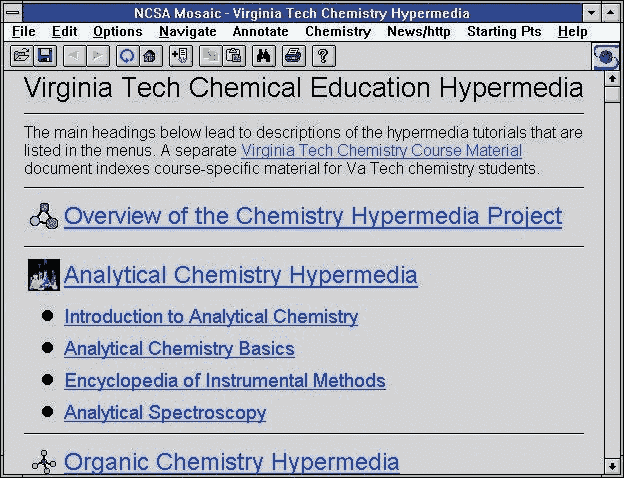 NCSA Mosaic - Virginia Tech Chemistry Hypermedia
File Edit Options Navigate Annotate Chemistry News/http Starting Pts Help
?
Virginia Tech Chemical Education Hypermedia
The main headings below lead to descriptions of the hypermedia tutorials that are
listed in the menus. A separate Virginia Tech Chemistry Course Material
document indexes course-specific material for Va Tech chemistry students.
Overview of the Chemistry Hypermedia Project
Analytical Chemistry Hypermedia
Introduction to Analytical Chemistry
Analytical Chemistry Basics
Encyclopedia of Instrumental Methods
Analytical Spectroscopy
Organic Chemistry Hypermedia